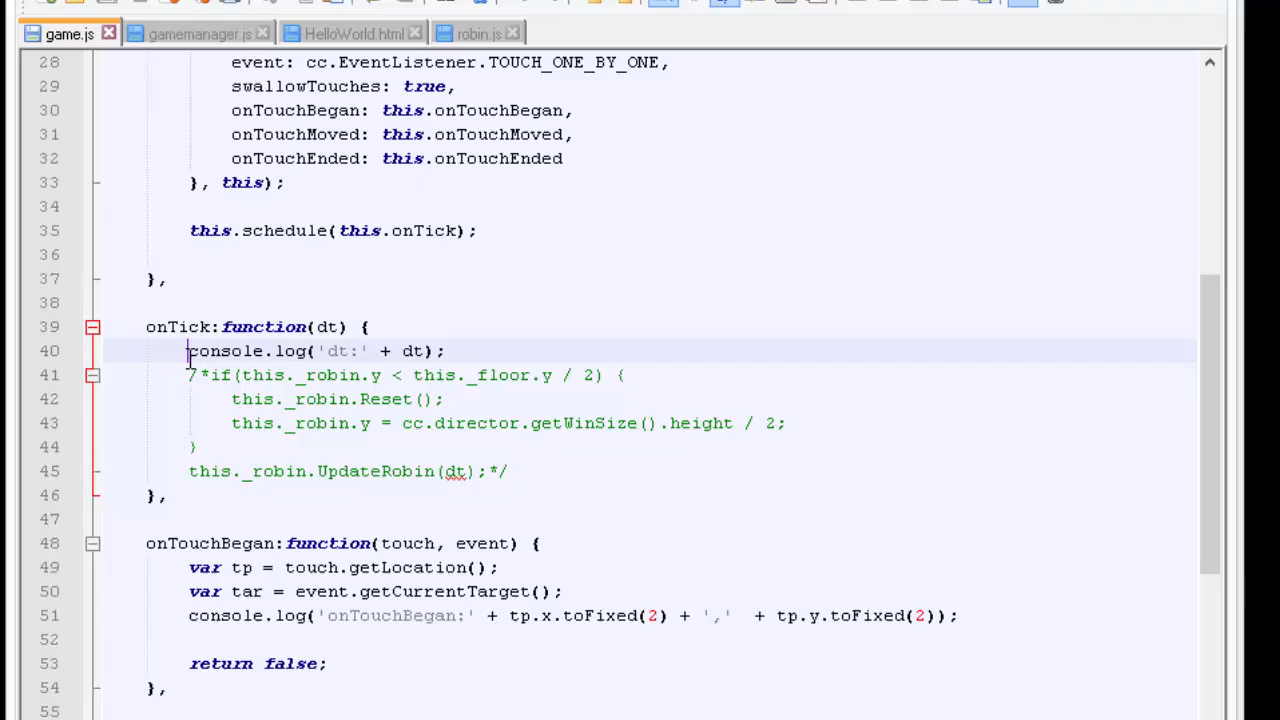 game.js gamemanager.js HelloWorld.html robin.js
28 event: cc.EventListener.TOUCH_ONE_BY_ONE,
29 swallowTouches: true,
30 onTouchBegan: this.onTouchBegan,
31 onTouchMoved: this.onTouchMoved,
32 onTouchEnded: this.onTouchEnded
33 }, this);
34
35 this.schedule(this.onTick);
36
37 },
38
39 onTick:function(dt) {
40 console.log('dt:' + dt);
41 /*if(this._robin.y < this._floor.y / 2) {
42 this._robin.Reset();
43 this._robin.y = cc.director.getWinSize().height / 2;
44 }
45 this._robin.UpdateRobin(dt);*/
46 },
47
48 onTouchBegan:function(touch, event) {
49 var tp = touch.getLocation();
50 var tar = event.getCurrentTarget();
51 console.log('onTouchBegan:' + tp.x.toFixed(2) + ',' + tp.y.toFixed(2));
52
53 return false;
54 },
55